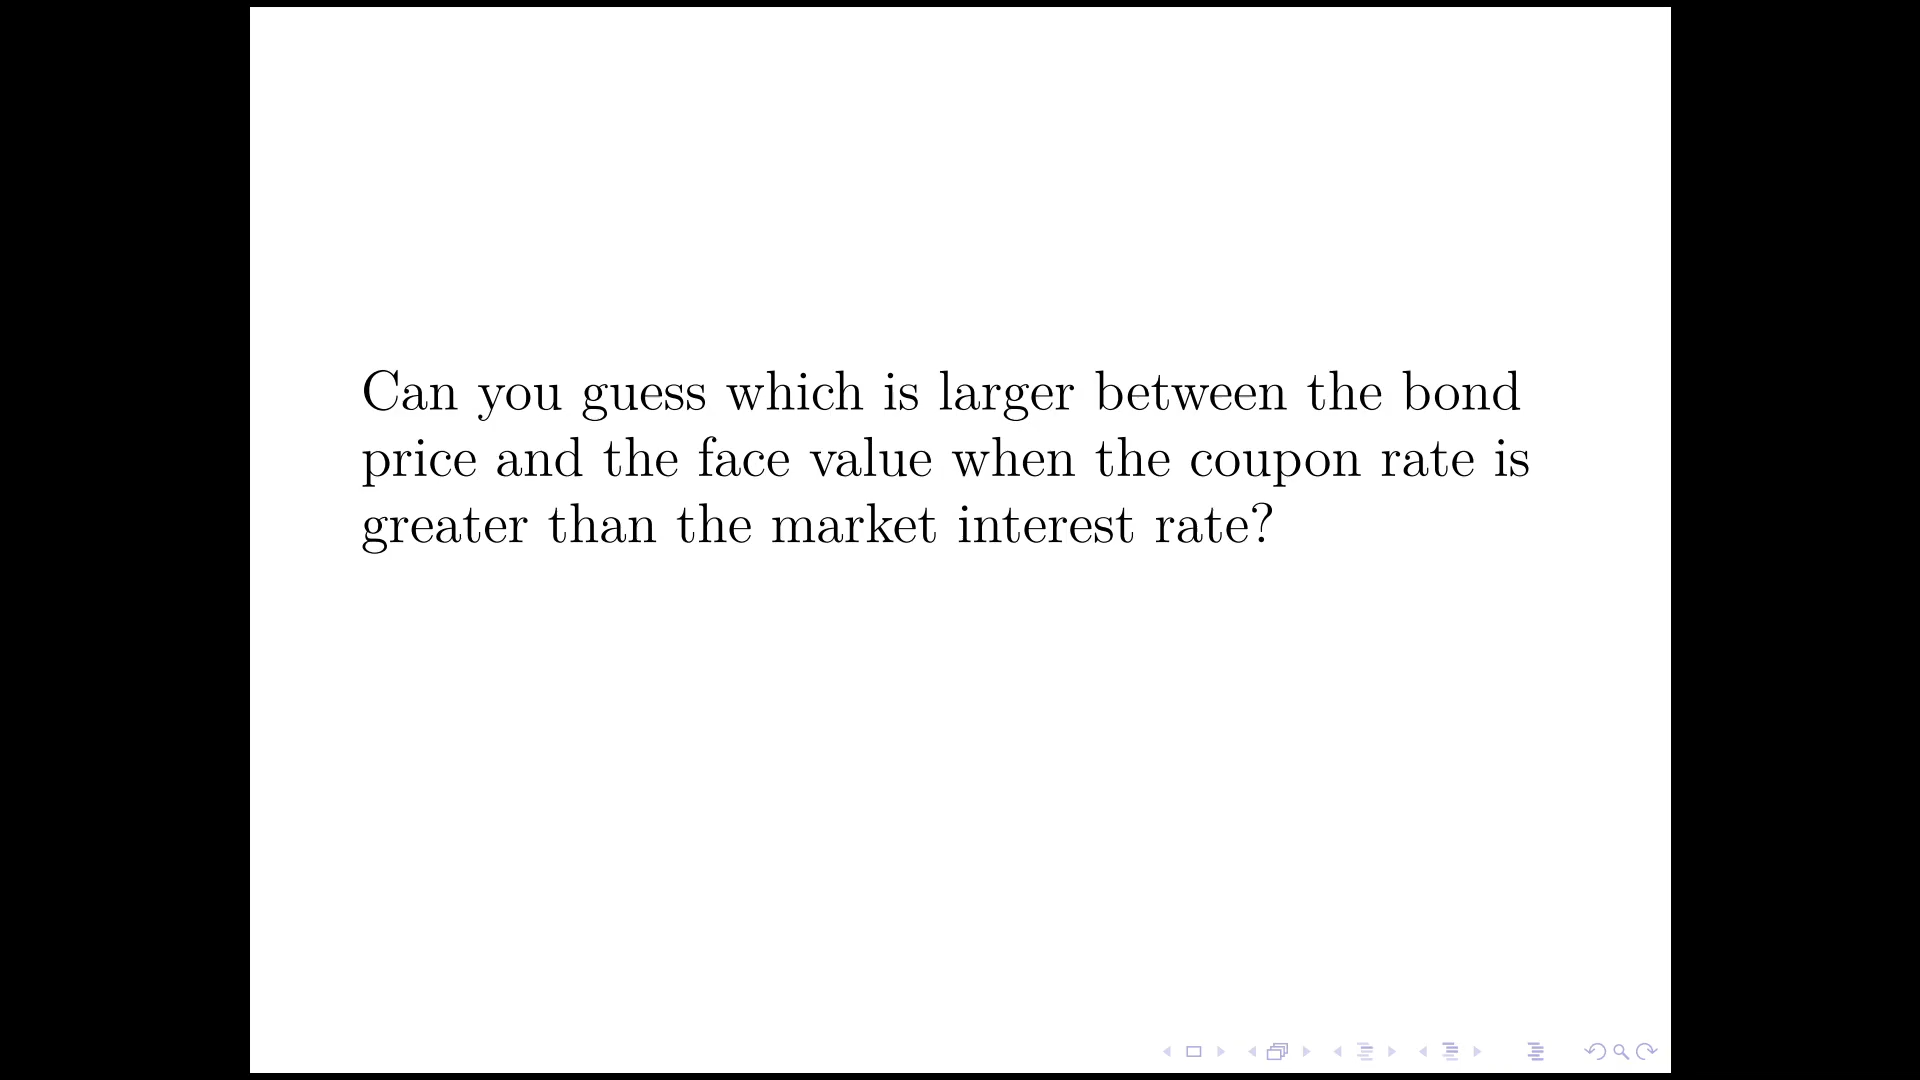 Can you guess which is larger between the bond
price and the face value when the coupon rate is
greater than the market interest rate?